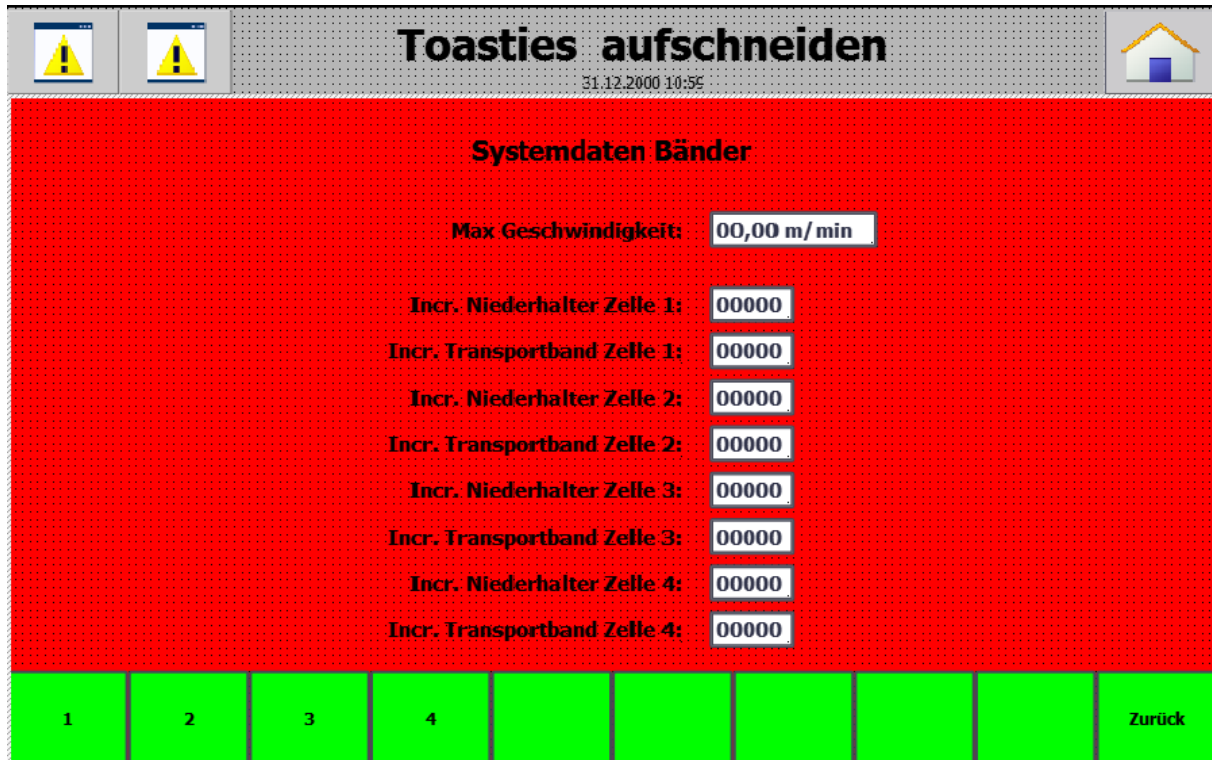 Toasties aufschneiden
31.12.2000 10:59
Systemdaten Bänder
Max Geschwindigkeit: 00,00 m/min
Incr. Niederhalter Zelle 1: 00000
Incr. Transportband Zelle 1: 00000
Incr. Niederhalter Zelle 2: 00000
Incr. Transportband Zelle 2: 00000
Incr. Niederhalter Zelle 3: 00000
Incr. Transportband Zelle 3: 00000
Incr. Niederhalter Zelle 4: 00000
Incr. Transportband Zelle 4: 00000
1 2 3 4 Zurück